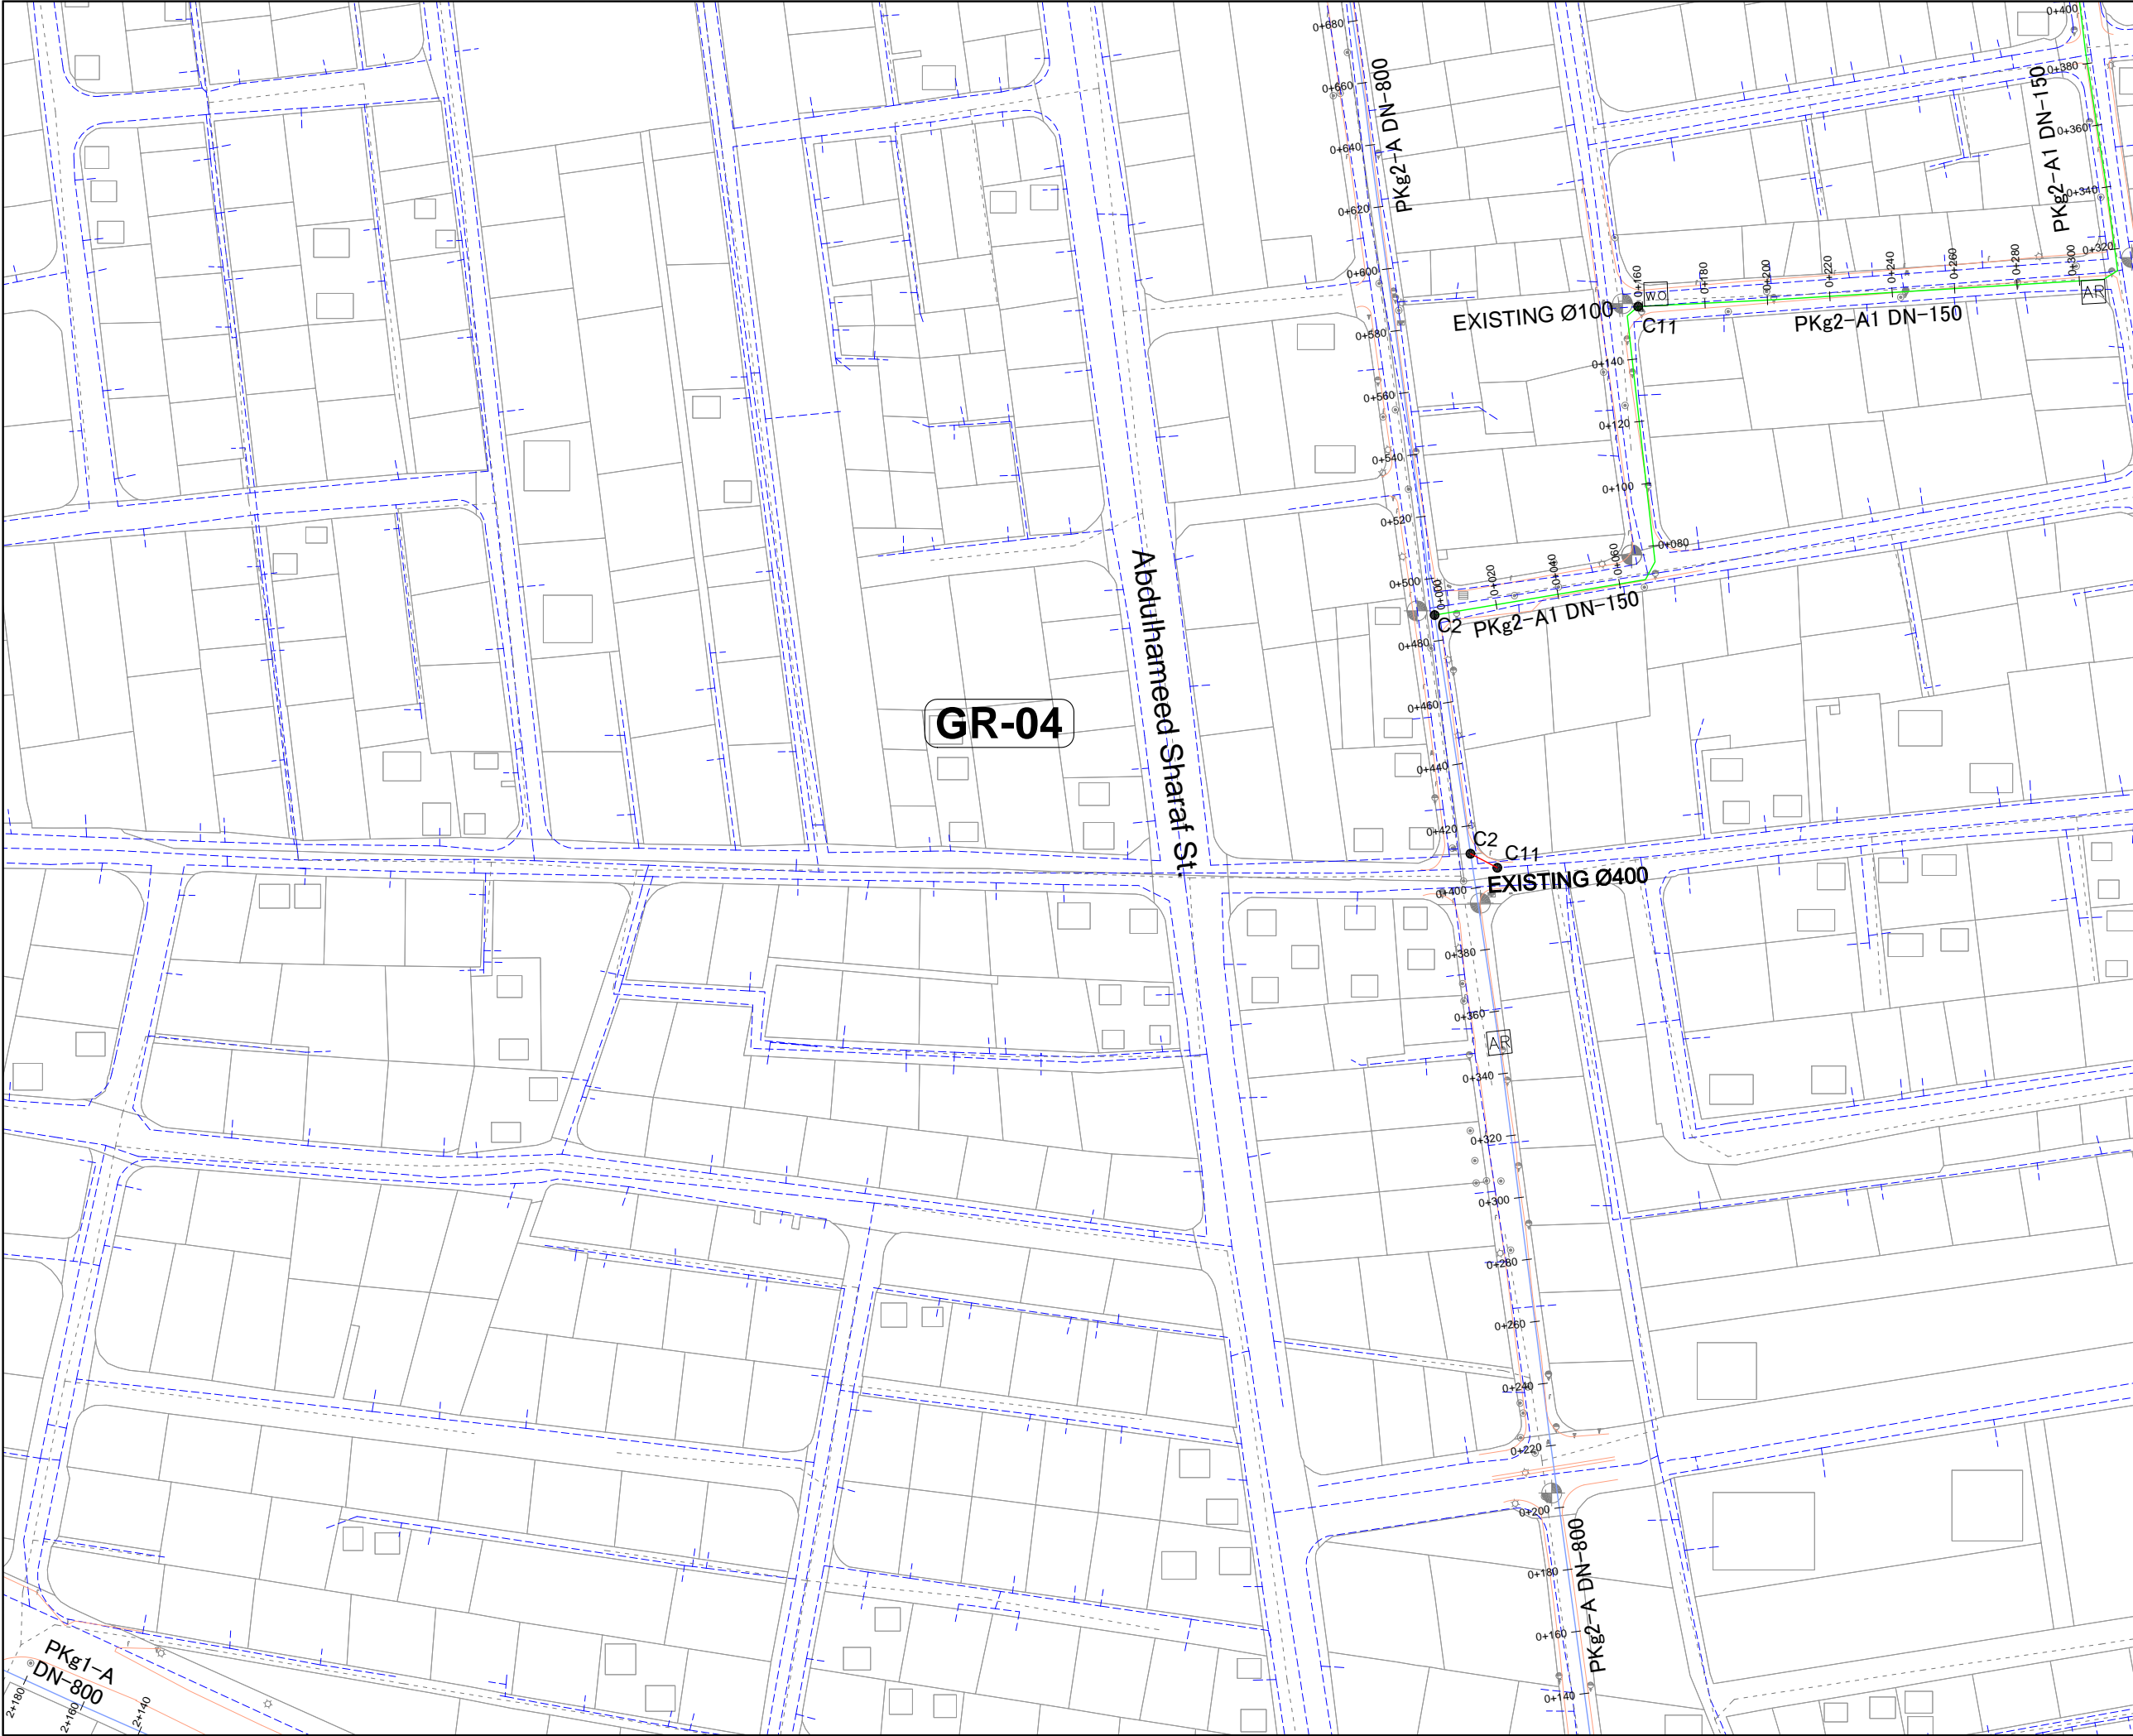 0+680
0+660
0+640
0+620
0+600
0+580
0+560
0+540
0+520
0+500
0+480
0+460
0+440
0+420
0+400
0+380
0+360
0+340
0+320
0+300
0+280
0+260
0+240
0+220
0+200
0+180
0+160
0+140
PKg2-A DN-800
PKg2-A DN-800
0+400
0+380
0+360
0+340
0+320
PKg2-A1 DN-150
0+160
0+180
0+200
0+220
0+240
0+260
0+280
0+300
W.O.
AR
EXISTING Ø100
C11
PKg2-A1 DN-150
0+140
0+120
0+100
0+080
0+060
0+040
0+020
0+000
C2
PKg2-A1 DN-150
Abdulhameed Sharaf St.
GR-04
C2
C11
EXISTING Ø400
AR
PKg1-A
DN-800
2+180
2+160
2+140